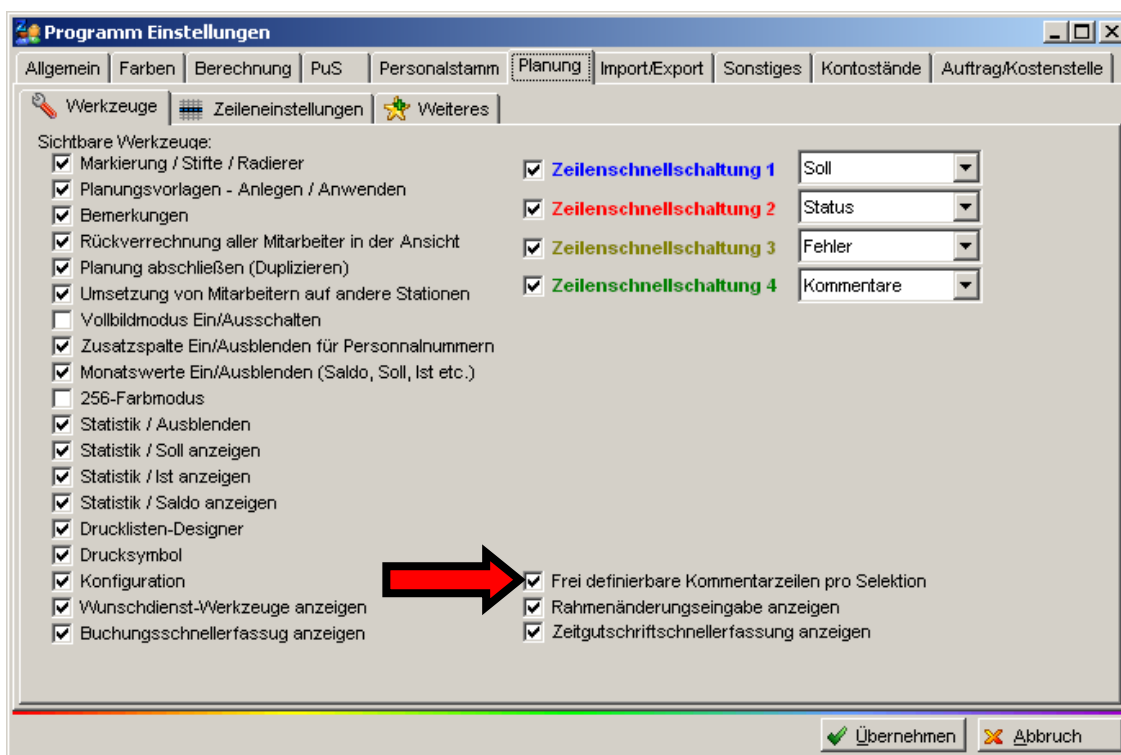 Programm Einstellungen
Allgemein Farben Berechnung PuS Personalstamm Planung Import/Export Sonstiges Kontostände Auftrag/Kostenstelle
Werkzeuge Zeileneinstellungen Weiteres
Sichtbare Werkzeuge:
Markierung / Stifte / Radierer
Planungsvorlagen - Anlegen / Anwenden
Bemerkungen
Rückverrechnung aller Mitarbeiter in der Ansicht
Planung abschließen (Duplizieren)
Umsetzung von Mitarbeitern auf andere Stationen
Vollbildmodus Ein/Ausschalten
Zusatzspalte Ein/Ausblenden für Personnalnummern
Monatswerte Ein/Ausblenden (Saldo, Soll, Ist etc.)
256-Farbmodus
Statistik / Ausblenden
Statistik / Soll anzeigen
Statistik / Ist anzeigen
Statistik / Saldo anzeigen
Drucklisten-Designer
Drucksymbol
Konfiguration
Wunschdienst-Werkzeuge anzeigen
Buchungsschnellerfassug anzeigen
Zeilenschnellschaltung 1 Soll
Zeilenschnellschaltung 2 Status
Zeilenschnellschaltung 3 Fehler
Zeilenschnellschaltung 4 Kommentare
Frei definierbare Kommentarzeilen pro Selektion
Rahmenänderungseingabe anzeigen
Zeitgutschriftschnellerfassung anzeigen
Übernehmen Abbruch